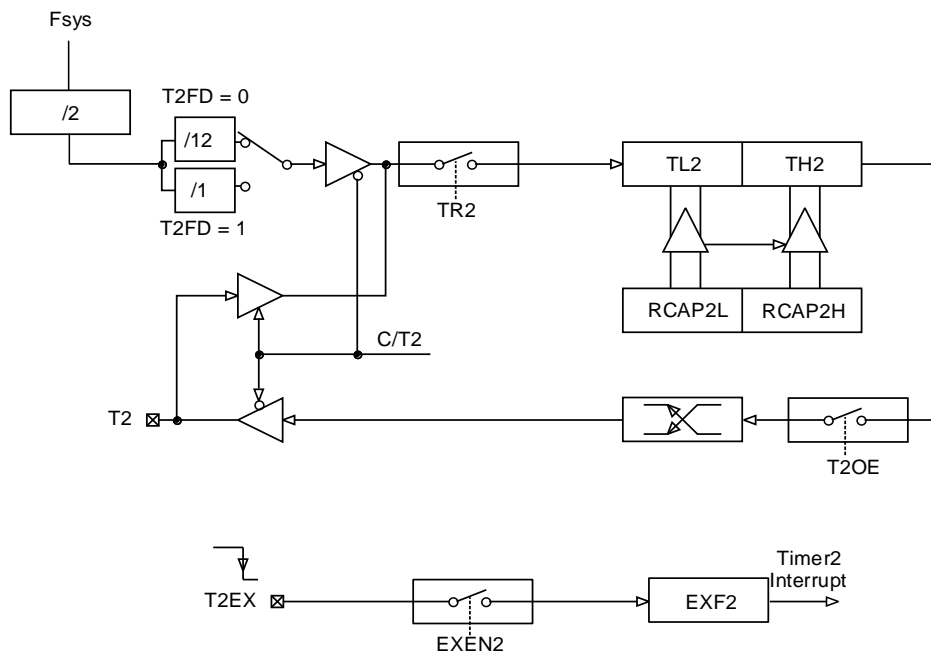 Fsys
/2
T2FD = 0
/12
/1
T2FD = 1
TR2
TL2
TH2
RCAP2L
RCAP2H
C/T2
T2
T2OE
T2EX
EXEN2
EXF2
Timer2
Interrupt